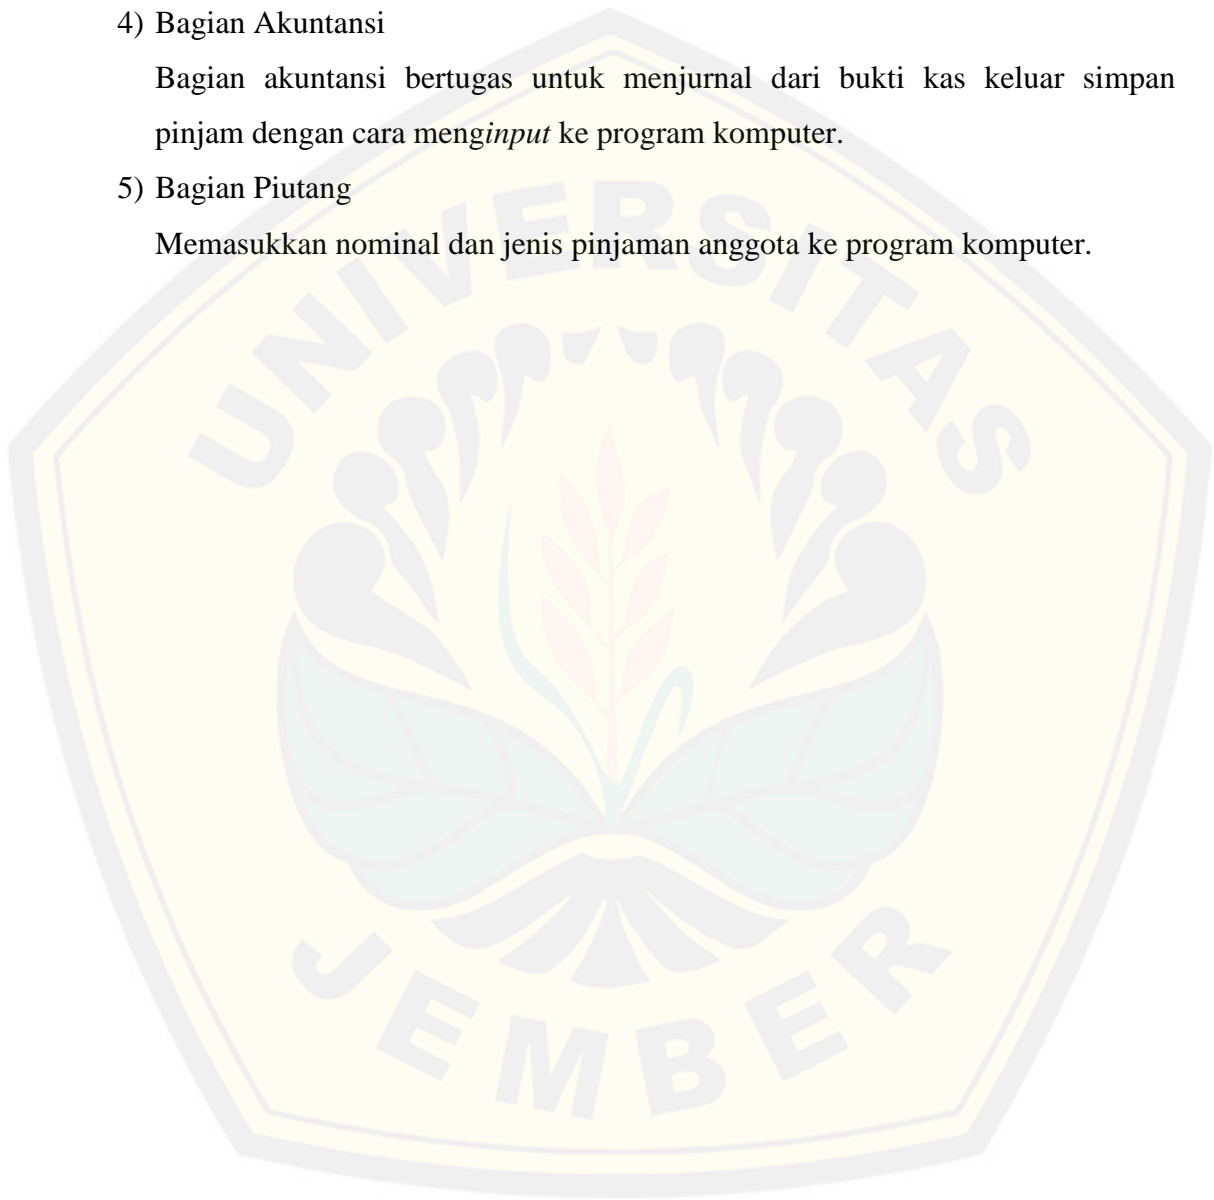 4) Bagian Akuntansi
Bagian akuntansi bertugas untuk menjurnal dari bukti kas keluar simpan
pinjam dengan cara menginput ke program komputer.
5) Bagian Piutang
Memasukkan nominal dan jenis pinjaman anggota ke program komputer.
UNIVERSITAS
JEMBER